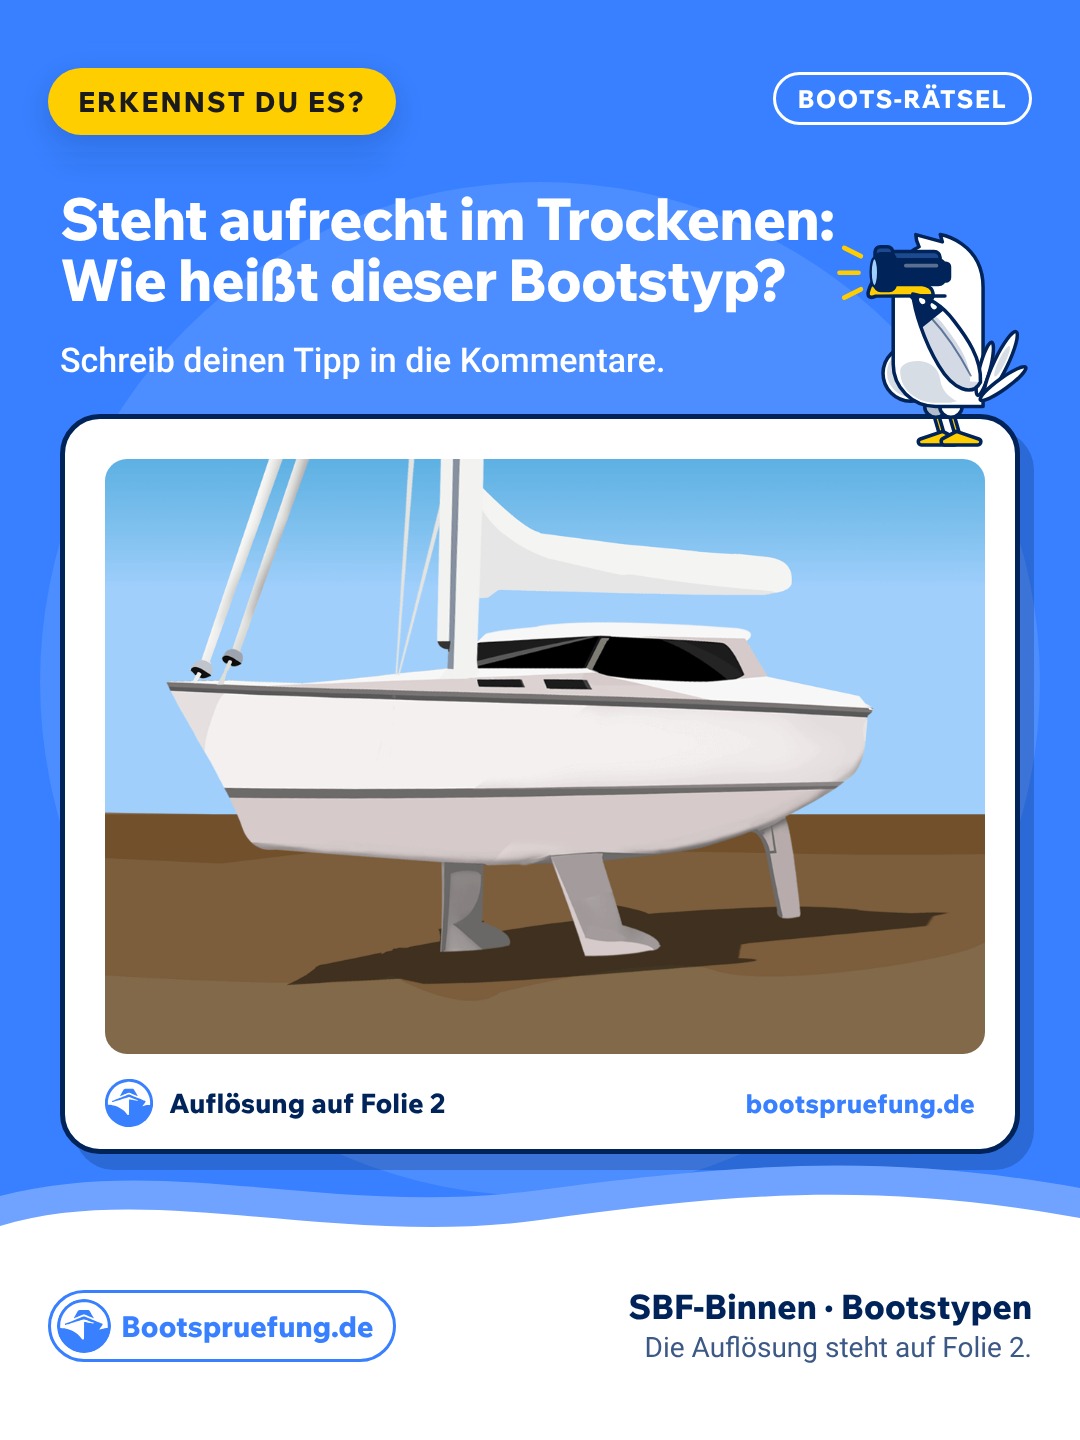 ERKENNST DU ES?
BOOTS-RÄTSEL
Steht aufrecht im Trockenen:
Wie heißt dieser Bootstyp?
Schreib deinen Tipp in die Kommentare.
Auflösung auf Folie 2
bootspruefung.de
Bootspruefung.de
SBF-Binnen · Bootstypen
Die Auflösung steht auf Folie 2.